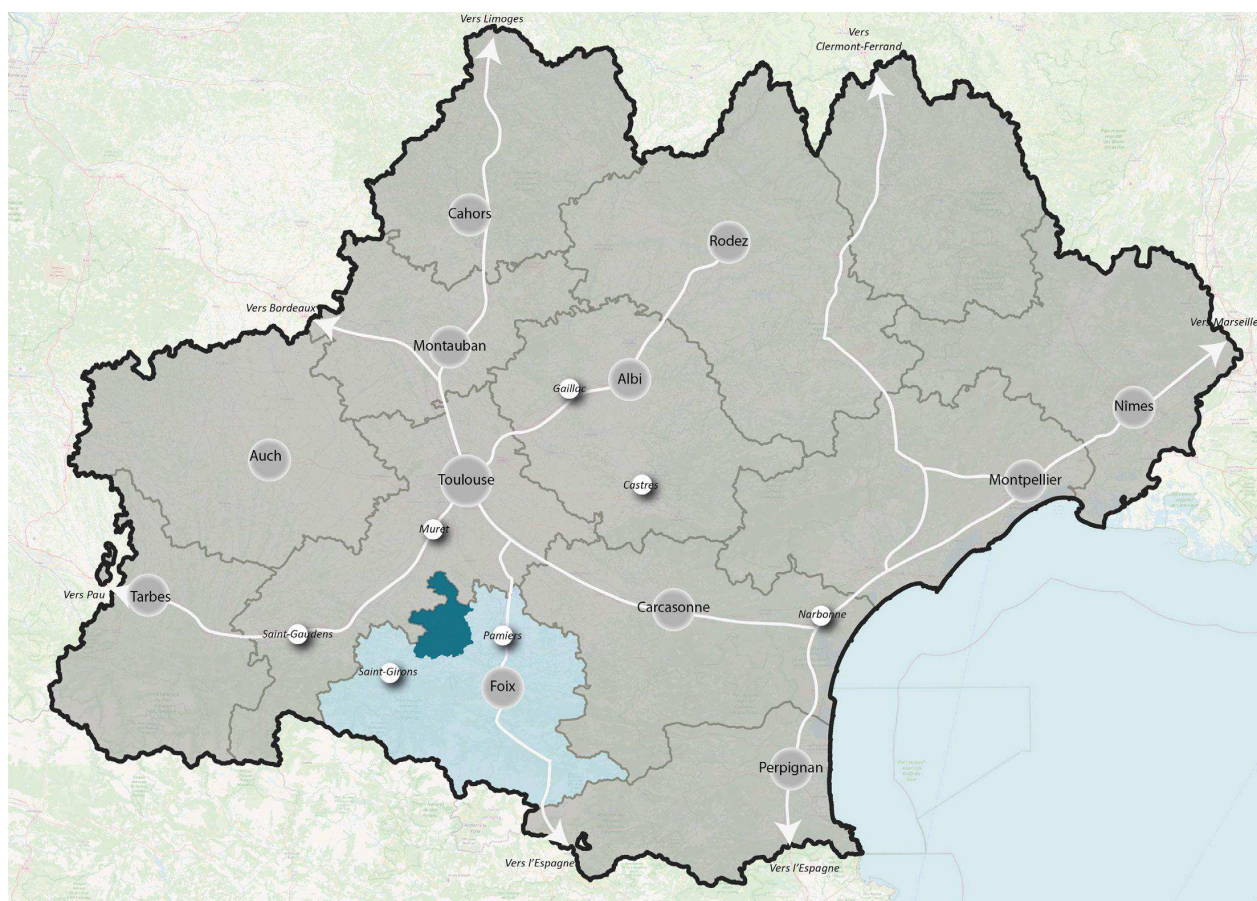 Vers Limoges
Vers
Clermont-Ferrand
Cahors
Rodez
Vers Bordeaux
Vers Marseille
Montauban
Albi
Gaillac
Nîmes
Auch
Toulouse
Castres
Montpellier
Muret
Vers Pau
Tarbes
Carcasonne
Narbonne
Saint-Gaudens
Pamiers
Saint-Girons
Foix
Perpignan
Vers l'Espagne
Vers l'Espagne